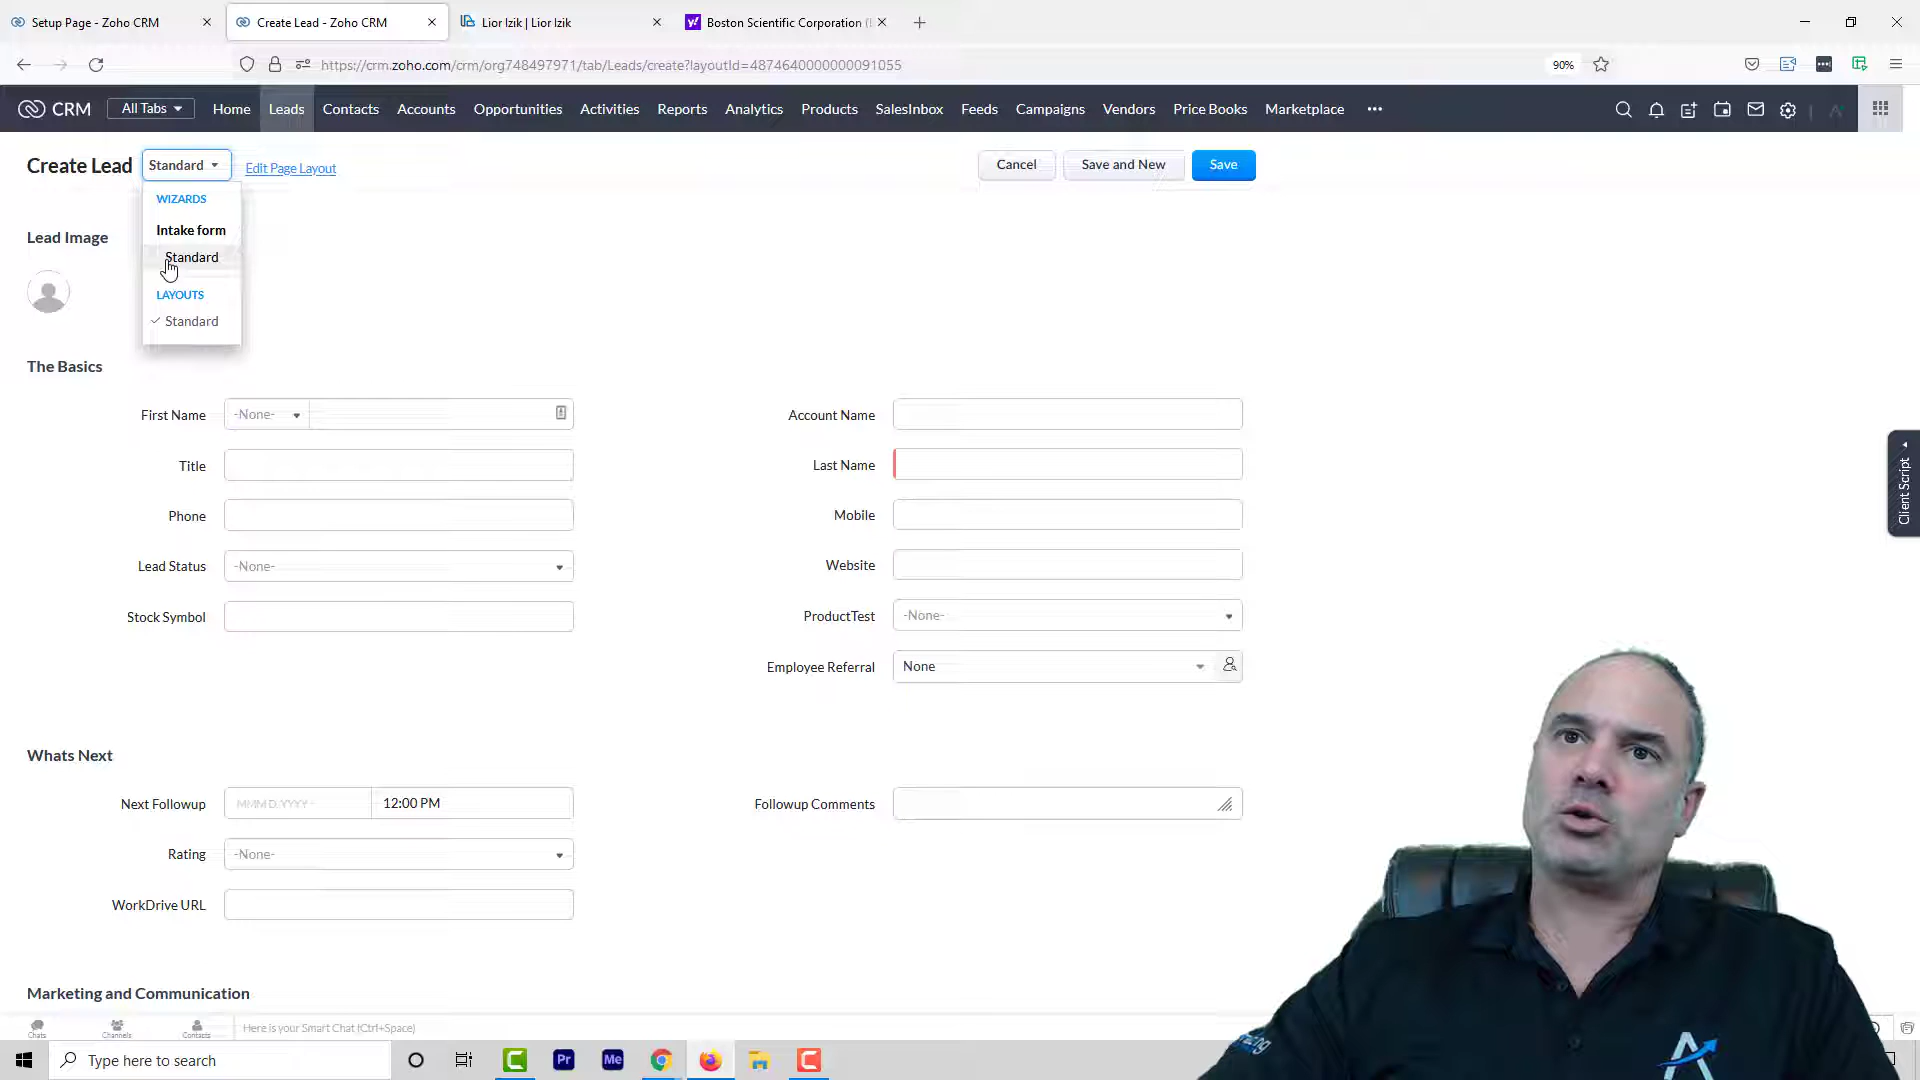 Setup Page - Zoho CRM
Create Lead - Zoho CRM
Lior Izik | Lior Izik
Boston Scientific Corporation (
https://crm.zoho.com/crm/org748497971/tab/Leads/create?layoutId=4874640000000091055
90%
CRM
All Tabs
Home
Leads
Contacts
Accounts
Opportunities
Activities
Reports
Analytics
Products
SalesInbox
Feeds
Campaigns
Vendors
Price Books
Marketplace
Create Lead
Standard
Edit Page Layout
Cancel
Save and New
Save
WIZARDS
Intake form
Standard
LAYOUTS
Standard
Lead Image
The Basics
First Name
-None-
Account Name
Title
Last Name
Phone
Mobile
Lead Status
-None-
Website
Stock Symbol
ProductTest
-None-
Employee Referral
None
Client Script
Whats Next
Next Followup
MMM D, YYYY
12:00 PM
Followup Comments
Rating
-None-
WorkDrive URL
Marketing and Communication
Chats
Channels
Contacts
Here is your Smart Chat (Ctrl+Space)
Type here to search
Pr
Me